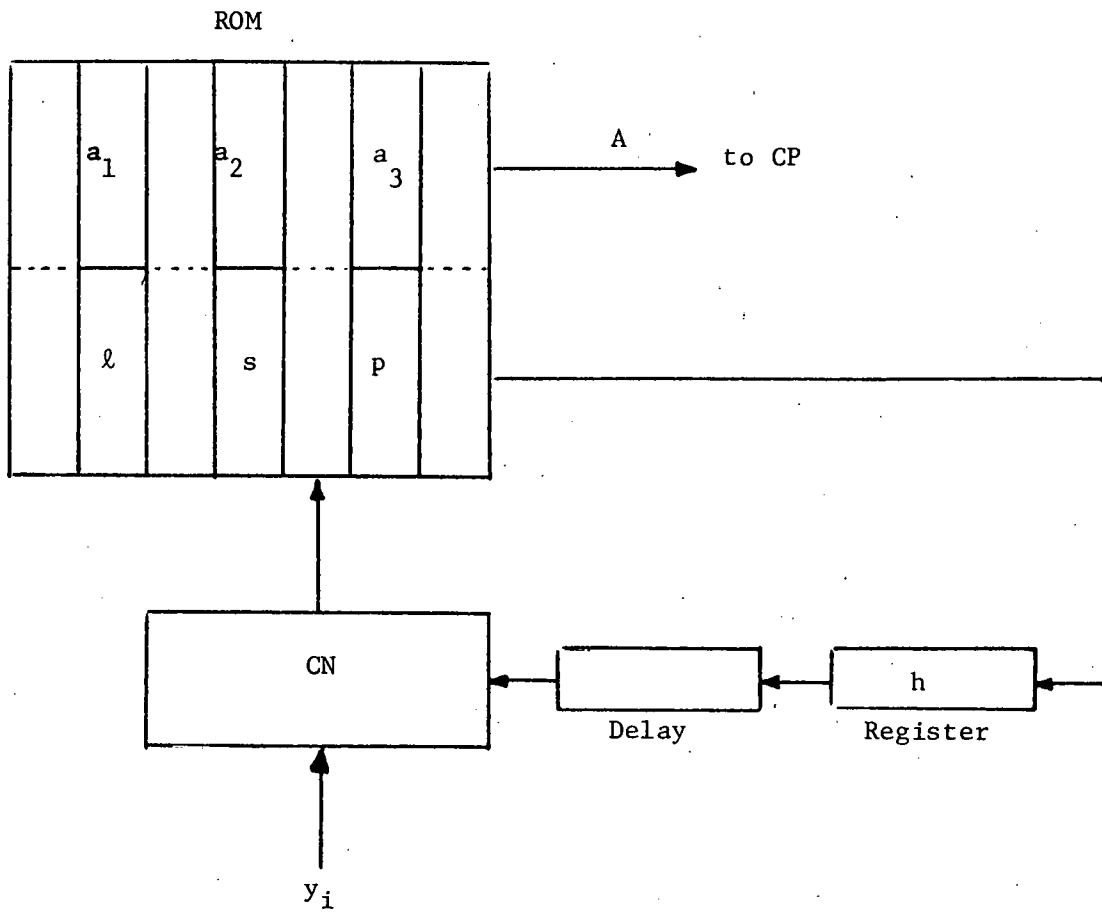 ROM
a1 a2 a3
A to CP
ℓ s p
CN
h
Delay Register
yi